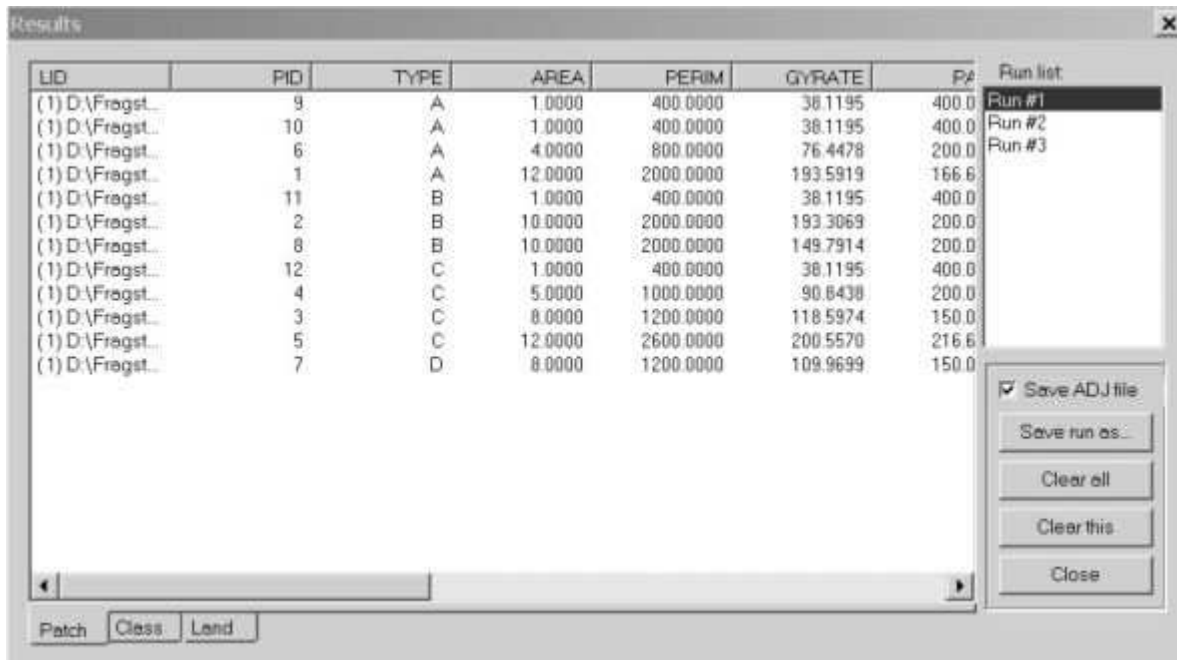 Results
LID PID TYPE AREA PERIM GYRATE PA
(1) D:\Fragst... 9 A 1.0000 400.0000 38.1195 400.0
(1) D:\Fragst... 10 A 1.0000 400.0000 38.1195 400.0
(1) D:\Fragst... 6 A 4.0000 800.0000 76.4478 200.0
(1) D:\Fragst... 1 A 12.0000 2000.0000 193.5919 166.6
(1) D:\Fragst... 11 B 1.0000 400.0000 38.1195 400.0
(1) D:\Fragst... 2 B 10.0000 2000.0000 193.3069 200.0
(1) D:\Fragst... 8 B 10.0000 2000.0000 149.7914 200.0
(1) D:\Fragst... 12 C 1.0000 400.0000 38.1195 400.0
(1) D:\Fragst... 4 C 5.0000 1000.0000 90.8438 200.0
(1) D:\Fragst... 3 C 8.0000 1200.0000 118.5974 150.0
(1) D:\Fragst... 5 C 12.0000 2600.0000 200.5570 216.6
(1) D:\Fragst... 7 D 8.0000 1200.0000 109.9699 150.0
Run list:
Run #1
Run #2
Run #3
Save ADJ file
Save run as...
Clear all
Clear this
Close
Patch Class Land